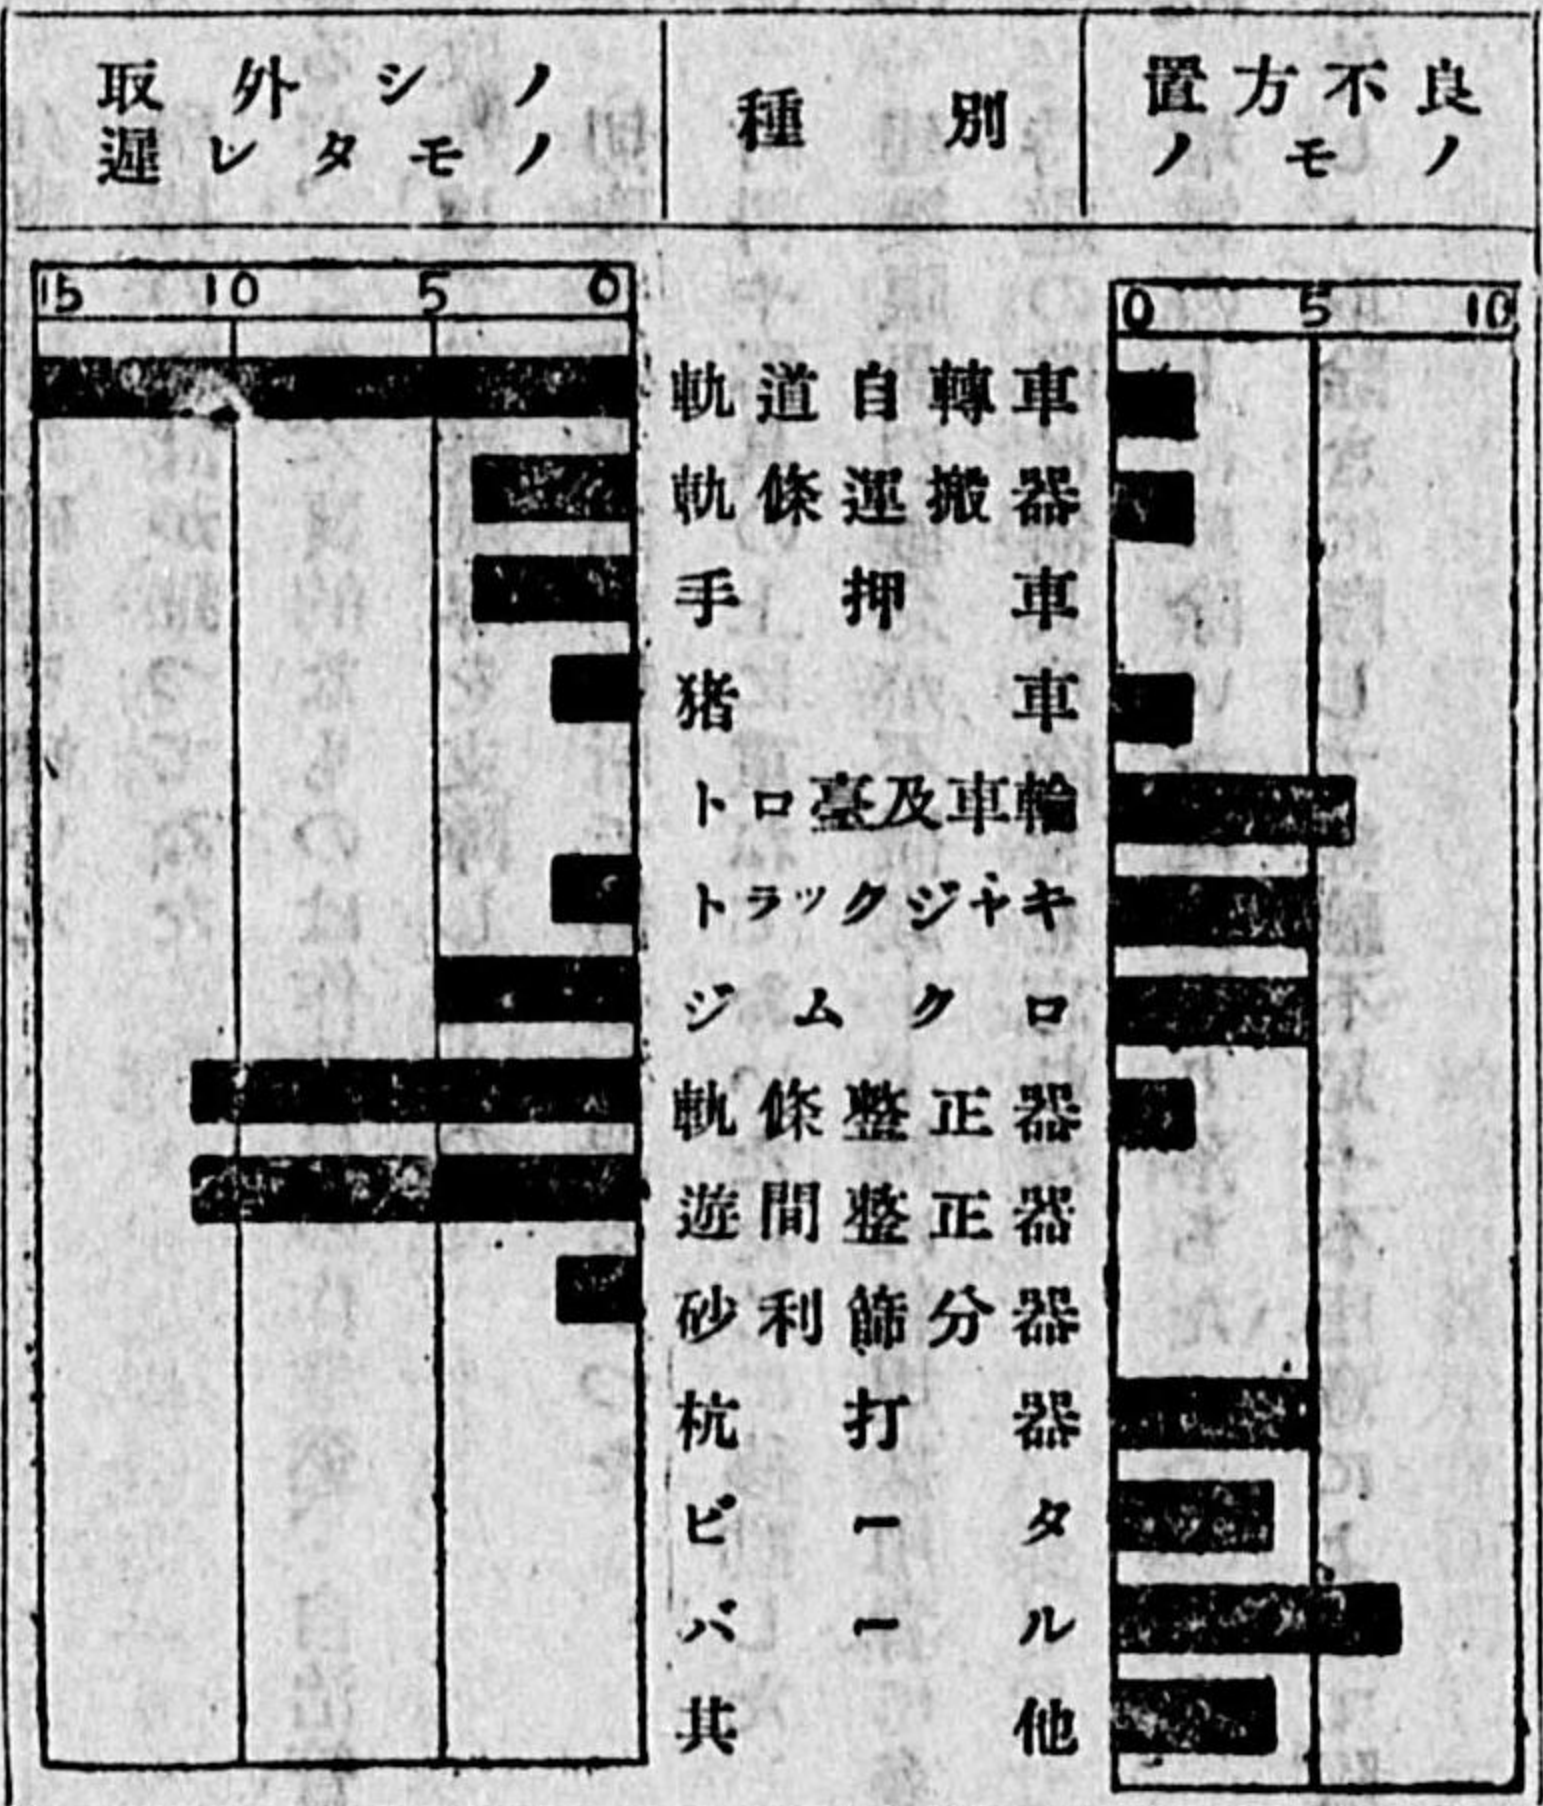 取外シノ
遅レタモノ
種別
置方不良
ノモノ
15 10 5 0
0 5 10
軌道自轉車
軌條運搬器
手押車
猪車
トロ臺及車輪
トラックジャキ
ジムクロ
軌條整正器
遊間整正器
砂利篩分器
杭打器
ビータ
バール
其他